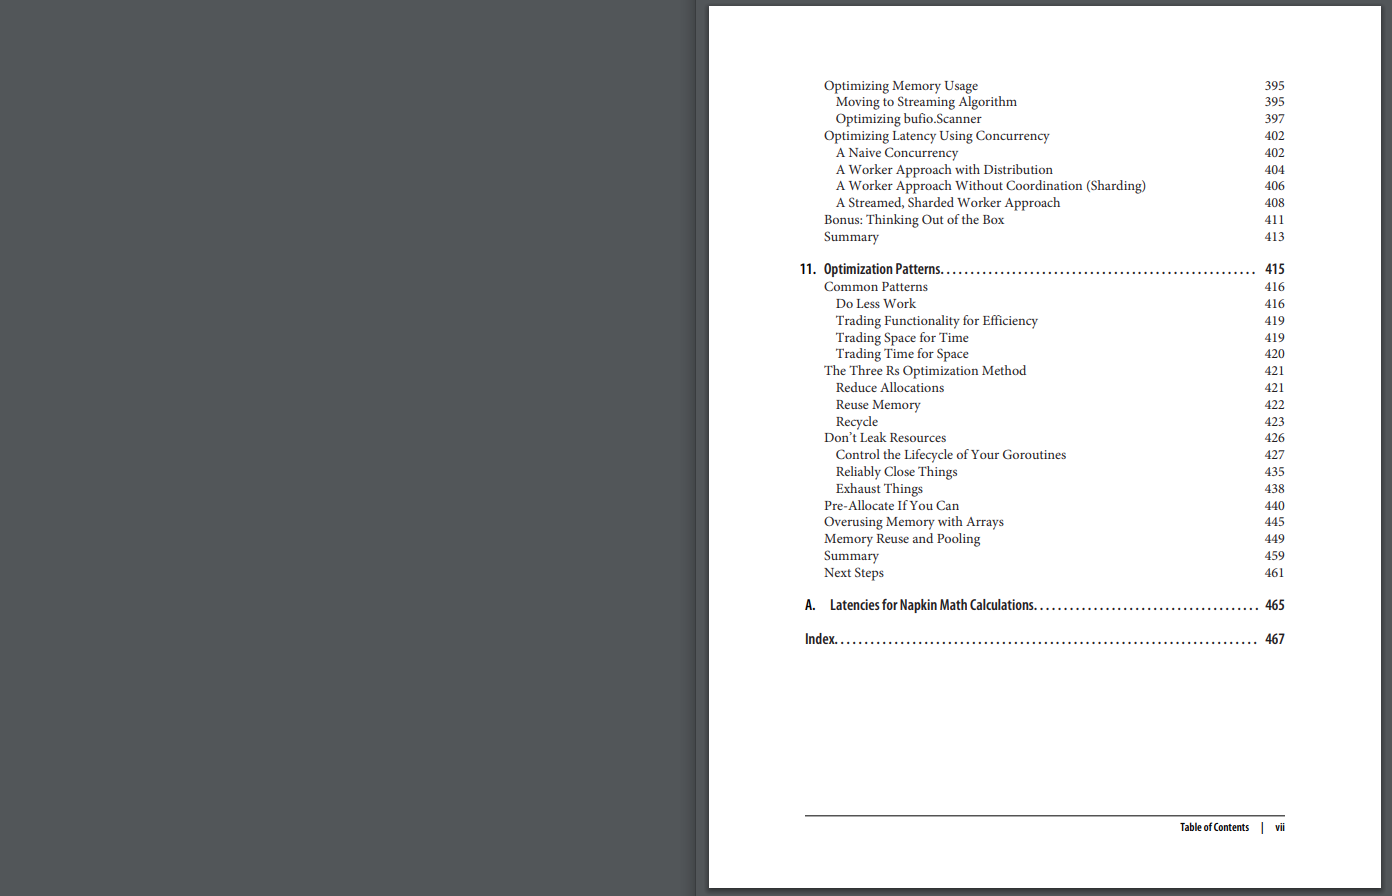 Optimizing Memory Usage 395
Moving to Streaming Algorithm 395
Optimizing bufio.Scanner 397
Optimizing Latency Using Concurrency 402
A Naive Concurrency 402
A Worker Approach with Distribution 404
A Worker Approach Without Coordination (Sharding) 406
A Streamed, Sharded Worker Approach 408
Bonus: Thinking Out of the Box 411
Summary 413
11. Optimization Patterns. . . . . . . . . . . . . . . . . . . . . . . . . . . . . . . . . . . . . . . . . . . . . . . . . . . . . 415
Common Patterns 416
Do Less Work 416
Trading Functionality for Efficiency 419
Trading Space for Time 419
Trading Time for Space 420
The Three Rs Optimization Method 421
Reduce Allocations 421
Reuse Memory 422
Recycle 423
Don’t Leak Resources 426
Control the Lifecycle of Your Goroutines 427
Reliably Close Things 435
Exhaust Things 438
Pre-Allocate If You Can 440
Overusing Memory with Arrays 445
Memory Reuse and Pooling 449
Summary 459
Next Steps 461
A. Latencies for Napkin Math Calculations. . . . . . . . . . . . . . . . . . . . . . . . . . . . . . . . . . . . . . 465
Index. . . . . . . . . . . . . . . . . . . . . . . . . . . . . . . . . . . . . . . . . . . . . . . . . . . . . . . . . . . . . . . . . . . . . . . 467
Table of Contents | vii